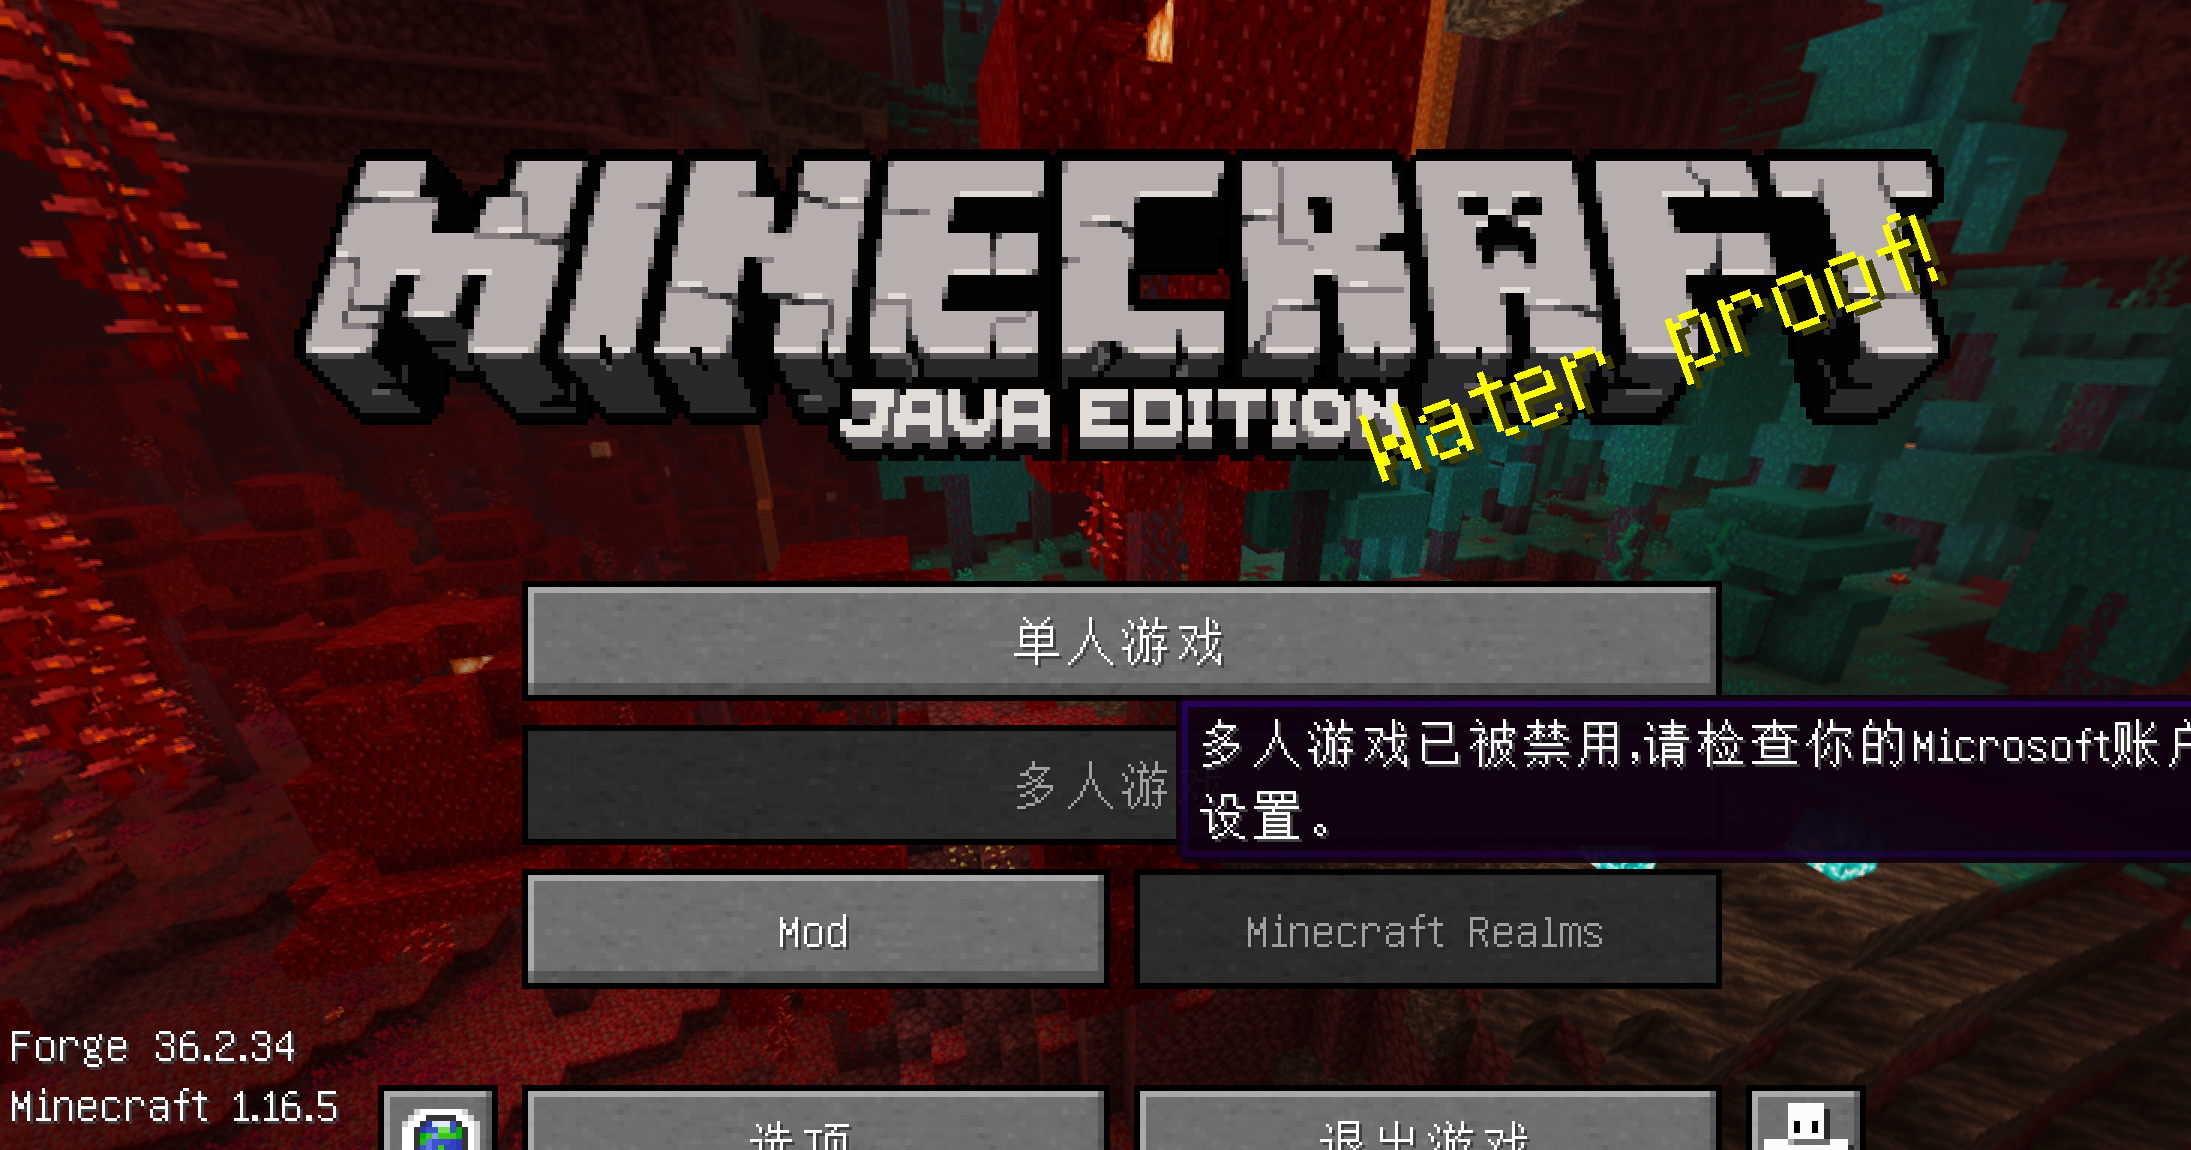 MINECRAFT
JAVA EDITION
Hater proof!
单人游戏
多人游戏已被禁用,请检查你的Microsoft账户
设置。
多人游
Mod
Minecraft Realms
Forge 36.2.34
Minecraft 1.16.5
选项
退出游戏